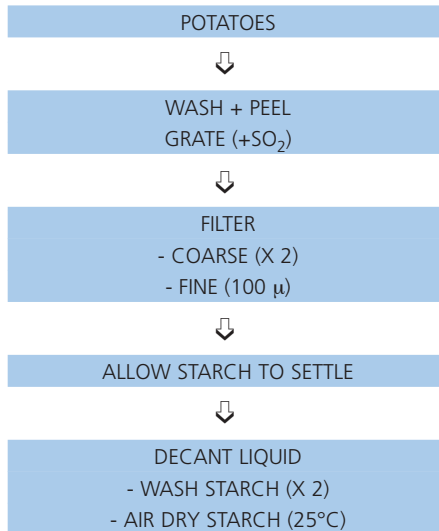 POTATOES
WASH + PEEL
GRATE (+SO₂)
FILTER
- COARSE (X 2)
- FINE (100 μ)
ALLOW STARCH TO SETTLE
DECANT LIQUID
- WASH STARCH (X 2)
- AIR DRY STARCH (25°C)